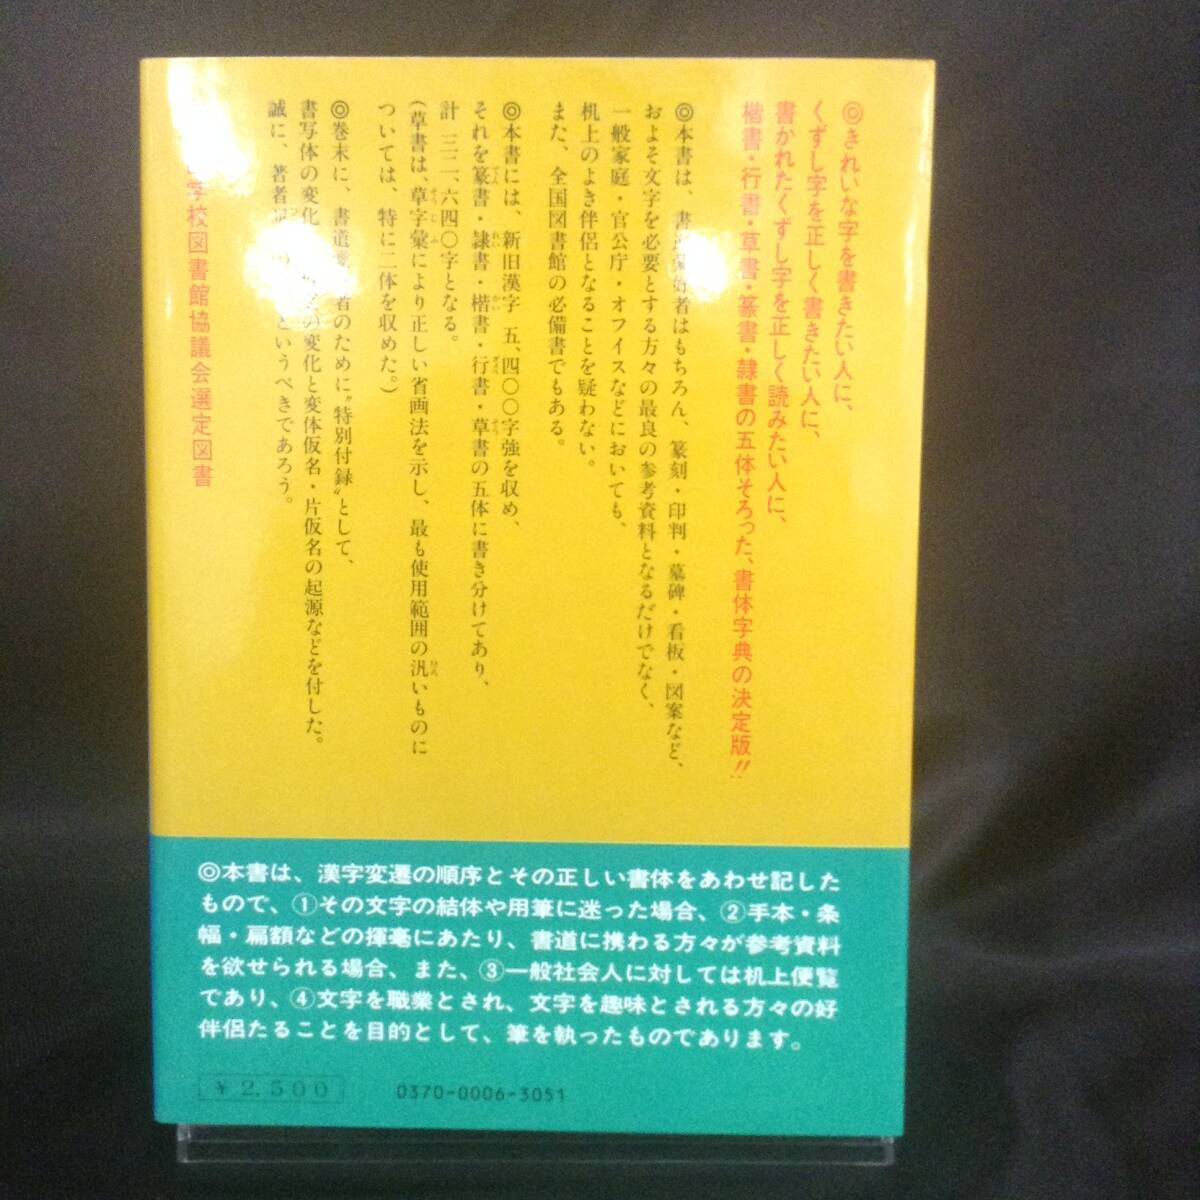 ◎きれいな字を書きたい人に、
くずし字を正しく書きたい人に、
書かれたくずし字を正しく読みたい人に、
楷書・行書・草書・篆書・隷書の五体そろった、書体字典の決定版!!
◎本書は、書道愛好者はもちろん、篆刻・印判・墓碑・看板・図案など、
およそ文字を必要とする方々の最良の参考資料となるだけでなく、
一般家庭・官公庁・オフイスなどにおいても、
机上のよき伴侶となることを疑わない。
また、全国図書館の必備書でもある。
◎本書には、新旧漢字 五、四〇〇字強を収め、
それを篆書・隷書・楷書・行書・草書の五体に書き分けてあり、
計 三二、六四〇字となる。
(草書は、草字彙により正しい省画法を示し、最も使用範囲の汎いものに
ついては、特に二体を収めた。)
◎巻末に、書道 者のために"特別付録"として、
書写体の変化 の変化と変体仮名・片仮名の起源などを付した。
誠に、著者 というべきであろう。
学校図書館協議会選定図書
◎本書は、漢字変遷の順序とその正しい書体をあわせ記した
もので、①その文字の結体や用筆に迷った場合、②手本・条
幅・扁額などの揮毫にあたり、書道に携わる方々が参考資料
を欲せられる場合、また、③一般社会人に対しては机上便覧
であり、④文字を職業とされ、文字を趣味とされる方々の好
伴侶たることを目的として、筆を執ったものであります。
￥2,500
0370-0006-3051